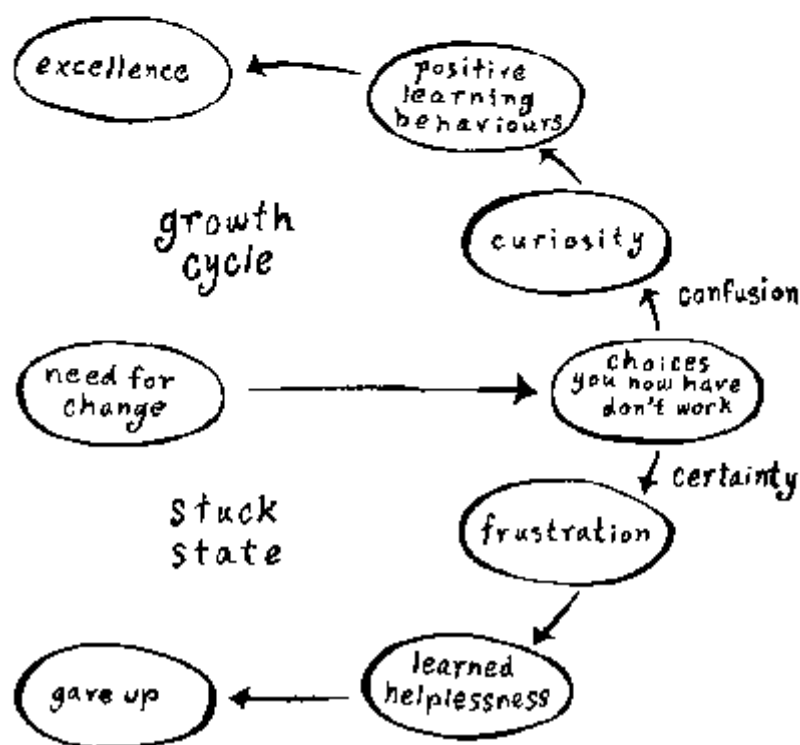 excellence
positive
learning
behaviours
growth
cycle
curiosity
confusion
need for
change
choices
you now have
don't work
certainty
stuck
state
frustration
learned
helplessness
gave up